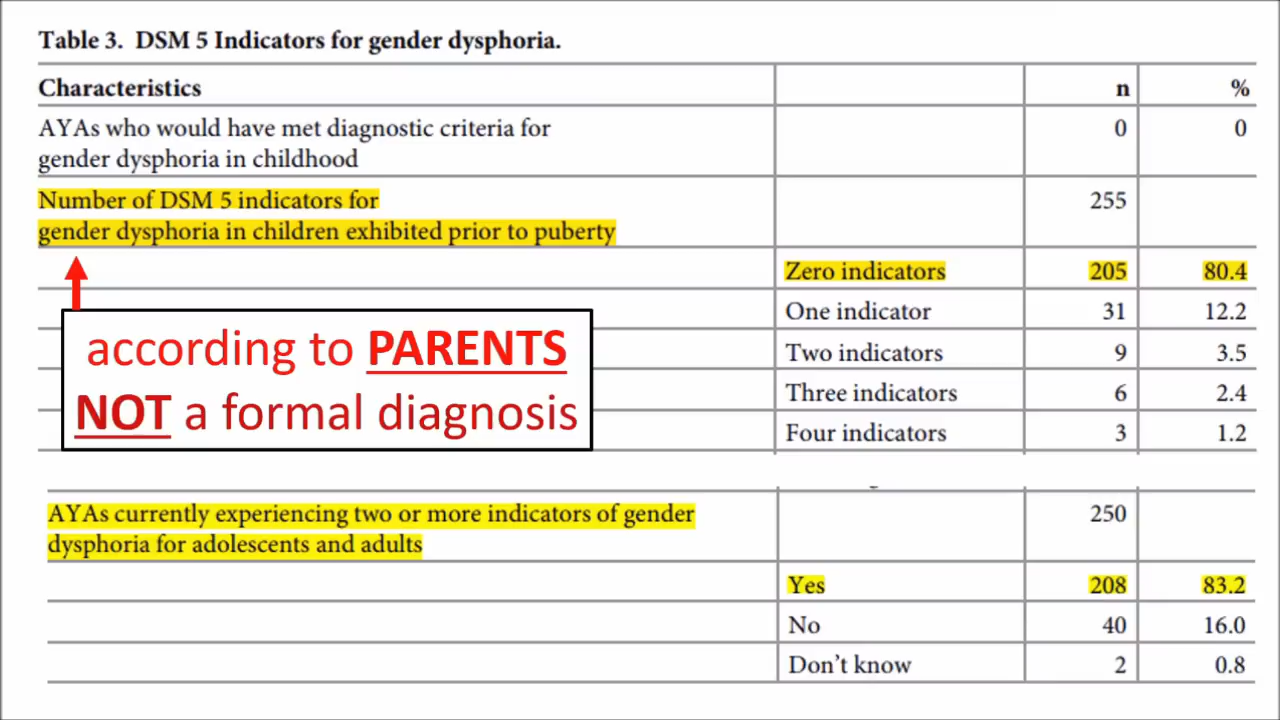 Table 3. DSM 5 Indicators for gender dysphoria.
Characteristics n %
AYAs who would have met diagnostic criteria for
gender dysphoria in childhood 0 0
Number of DSM 5 indicators for
gender dysphoria in children exhibited prior to puberty 255
Zero indicators 205 80.4
One indicator 31 12.2
Two indicators 9 3.5
Three indicators 6 2.4
Four indicators 3 1.2
according to PARENTS
NOT a formal diagnosis
AYAs currently experiencing two or more indicators of gender
dysphoria for adolescents and adults 250
Yes 208 83.2
No 40 16.0
Don't know 2 0.8